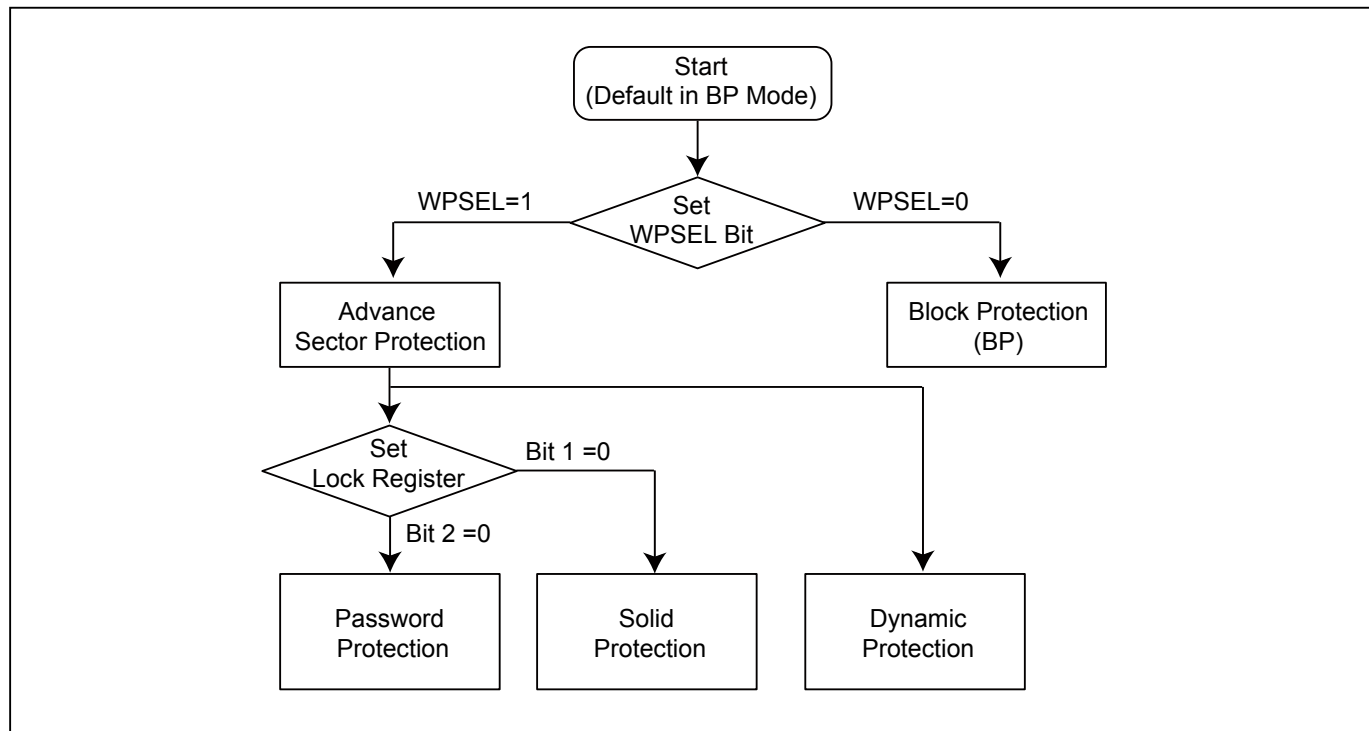 Start
(Default in BP Mode)
WPSEL=1
Set
WPSEL Bit
WPSEL=0
Advance
Sector Protection
Block Protection
(BP)
Set
Lock Register
Bit 1 =0
Bit 2 =0
Password
Protection
Solid
Protection
Dynamic
Protection